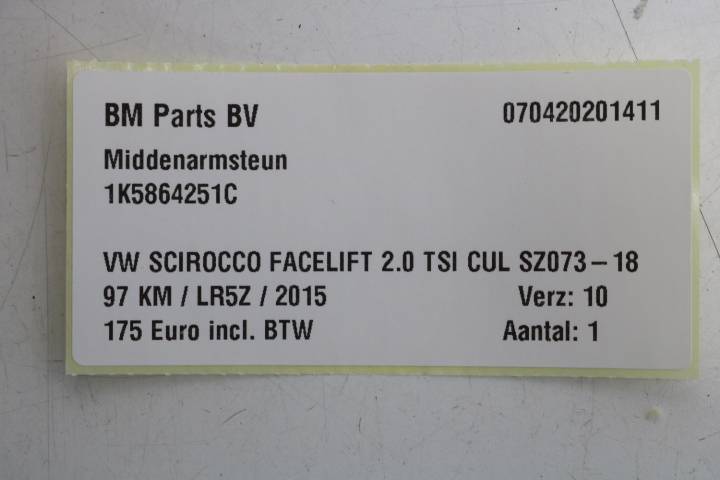 BM Parts BV 070420201411
Middenarmsteun
1K5864251C
VW SCIROCCO FACELIFT 2.0 TSI CUL SZ073-18
97 KM / LR5Z / 2015 Verz: 10
175 Euro incl. BTW Aantal: 1